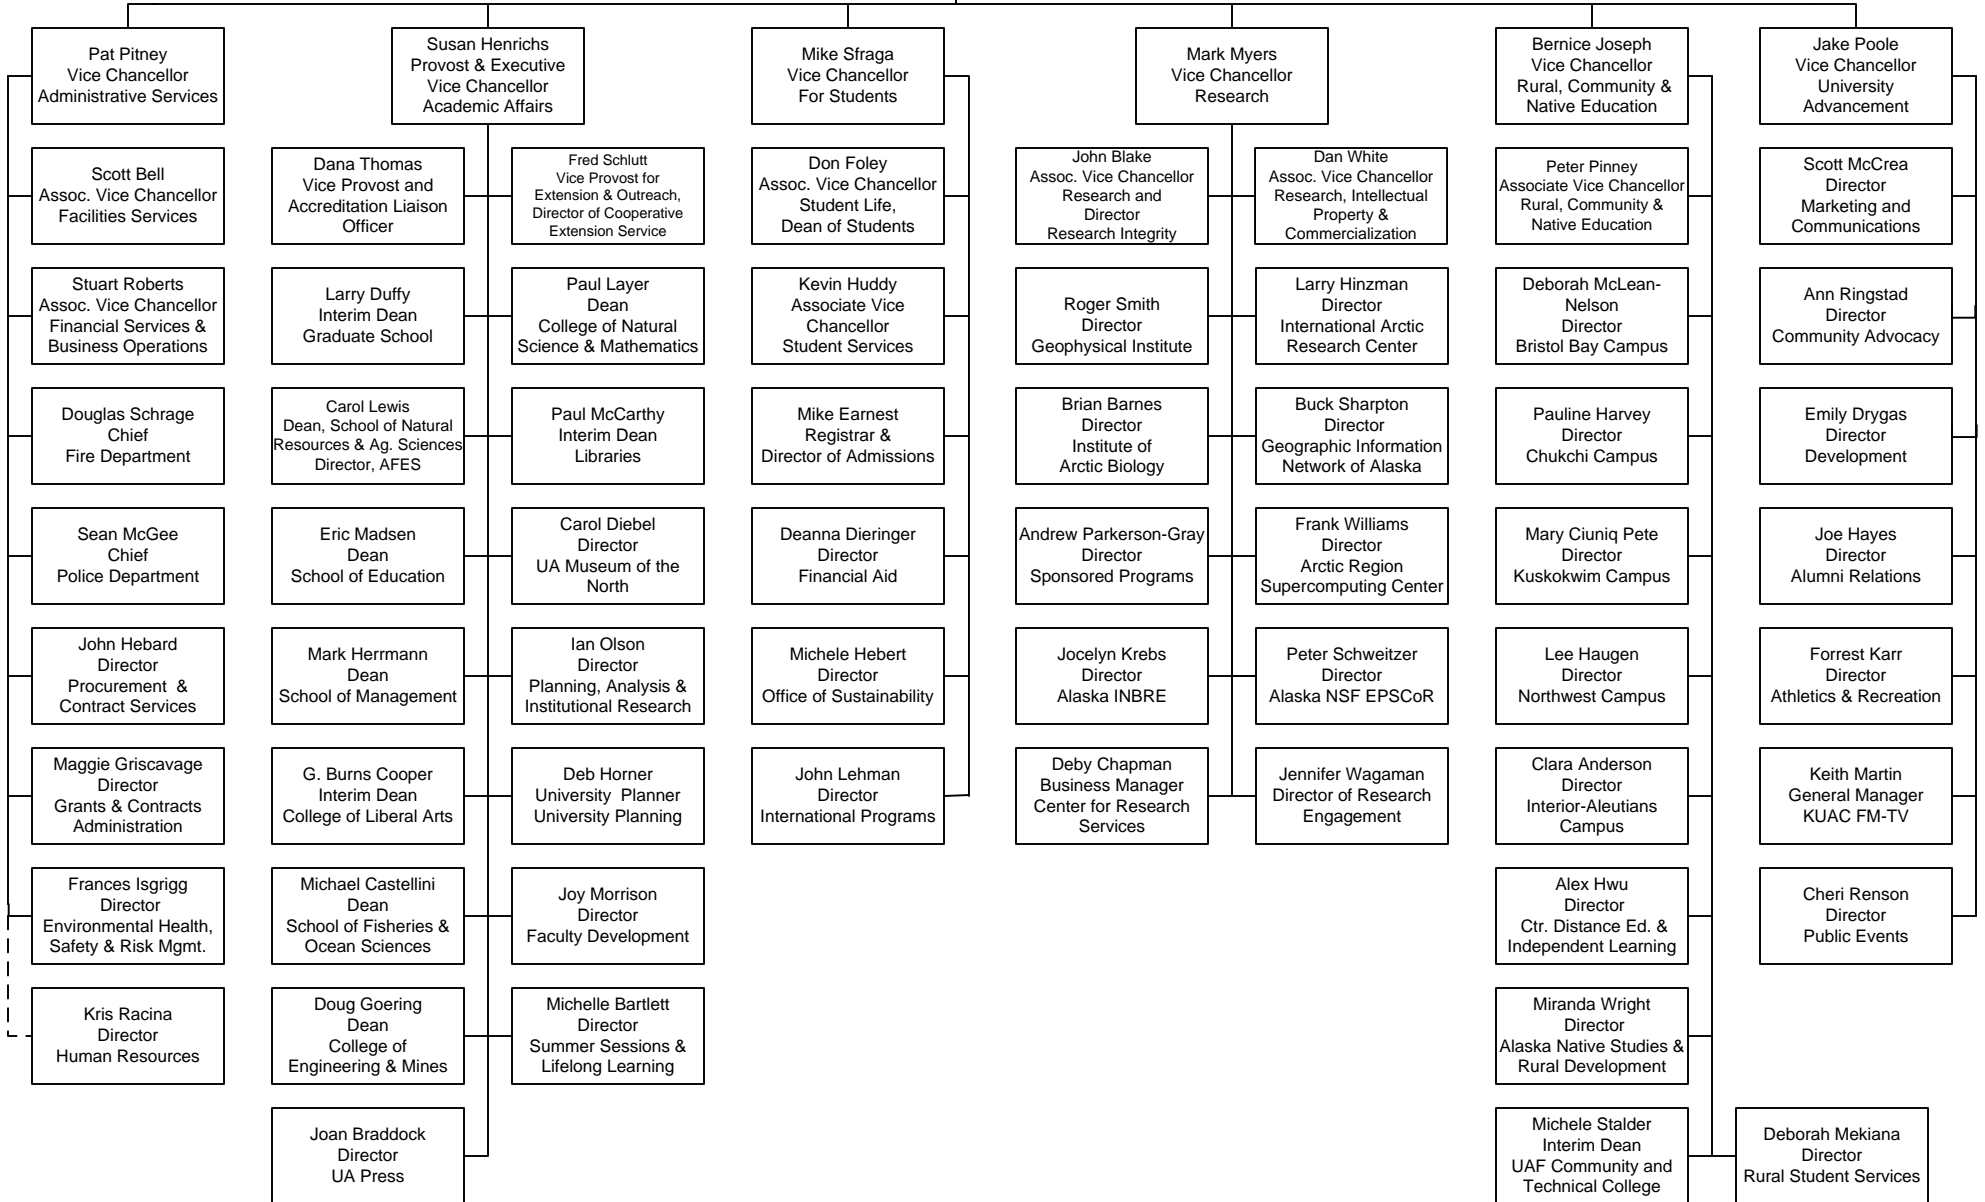 Pat Pitney
Vice Chancellor
Administrative Services
Scott Bell
Assoc. Vice Chancellor
Facilities Services
Stuart Roberts
Assoc. Vice Chancellor
Financial Services &
Business Operations
Douglas Schrage
Chief
Fire Department
Sean McGee
Chief
Police Department
John Hebard
Director
Procurement &
Contract Services
Maggie Griscavage
Director
Grants & Contracts
Administration
Frances Isgrigg
Director
Environmental Health,
Safety & Risk Mgmt.
Kris Racina
Director
Human Resources
Susan Henrichs
Provost & Executive
Vice Chancellor
Academic Affairs
Dana Thomas
Vice Provost and
Accreditation Liaison
Officer
Fred Schlutt
Vice Provost for
Extension & Outreach,
Director of Cooperative
Extension Service
Larry Duffy
Interim Dean
Graduate School
Paul Layer
Dean
College of Natural
Science & Mathematics
Carol Lewis
Dean, School of Natural
Resources & Ag. Sciences
Director, AFES
Paul McCarthy
Interim Dean
Libraries
Eric Madsen
Dean
School of Education
Carol Diebel
Director
UA Museum of the
North
Mark Herrmann
Dean
School of Management
Ian Olson
Director
Planning, Analysis &
Institutional Research
G. Burns Cooper
Interim Dean
College of Liberal Arts
Deb Horner
University Planner
University Planning
Michael Castellini
Dean
School of Fisheries &
Ocean Sciences
Joy Morrison
Director
Faculty Development
Doug Goering
Dean
College of
Engineering & Mines
Michelle Bartlett
Director
Summer Sessions &
Lifelong Learning
Joan Braddock
Director
UA Press
Mike Sfraga
Vice Chancellor
For Students
Don Foley
Assoc. Vice Chancellor
Student Life,
Dean of Students
Kevin Huddy
Associate Vice
Chancellor
Student Services
Mike Earnest
Registrar &
Director of Admissions
Deanna Dieringer
Director
Financial Aid
Michele Hebert
Director
Office of Sustainability
John Lehman
Director
International Programs
Mark Myers
Vice Chancellor
Research
John Blake
Assoc. Vice Chancellor
Research and
Director
Research Integrity
Dan White
Assoc. Vice Chancellor
Research, Intellectual
Property &
Commercialization
Roger Smith
Director
Geophysical Institute
Larry Hinzman
Director
International Arctic
Research Center
Brian Barnes
Director
Institute of
Arctic Biology
Buck Sharpton
Director
Geographic Information
Network of Alaska
Andrew Parkerson-Gray
Director
Sponsored Programs
Frank Williams
Director
Arctic Region
Supercomputing Center
Jocelyn Krebs
Director
Alaska INBRE
Peter Schweitzer
Director
Alaska NSF EPSCoR
Deby Chapman
Business Manager
Center for Research
Services
Jennifer Wagaman
Director of Research
Engagement
Bernice Joseph
Vice Chancellor
Rural, Community &
Native Education
Peter Pinney
Associate Vice Chancellor
Rural, Community &
Native Education
Deborah McLean-
Nelson
Director
Bristol Bay Campus
Pauline Harvey
Director
Chukchi Campus
Mary Ciuniq Pete
Director
Kuskokwim Campus
Lee Haugen
Director
Northwest Campus
Clara Anderson
Director
Interior-Aleutians
Campus
Alex Hwu
Director
Ctr. Distance Ed. &
Independent Learning
Miranda Wright
Director
Alaska Native Studies &
Rural Development
Michele Stalder
Interim Dean
UAF Community and
Technical College
Deborah Mekiana
Director
Rural Student Services
Jake Poole
Vice Chancellor
University
Advancement
Scott McCrea
Director
Marketing and
Communications
Ann Ringstad
Director
Community Advocacy
Emily Drygas
Director
Development
Joe Hayes
Director
Alumni Relations
Forrest Karr
Director
Athletics & Recreation
Keith Martin
General Manager
KUAC FM-TV
Cheri Renson
Director
Public Events